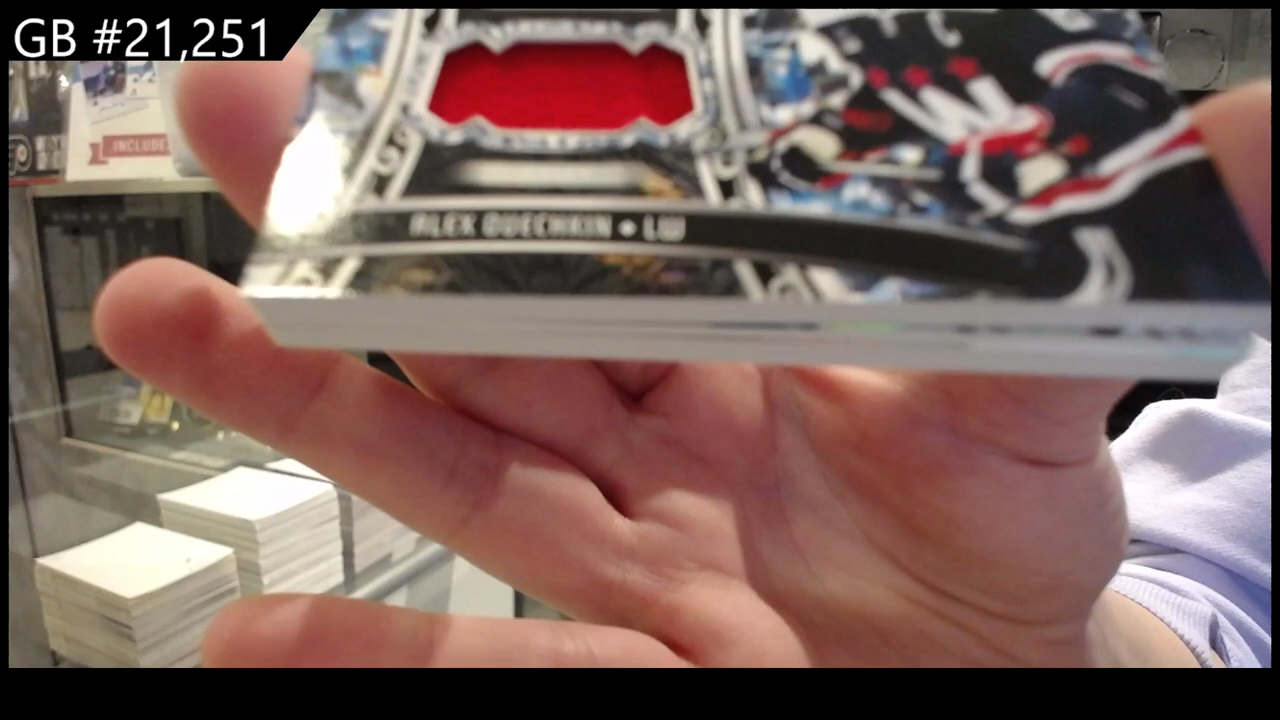 GB #21,251
INCLUDE
ALEX OVECHKIN • LW